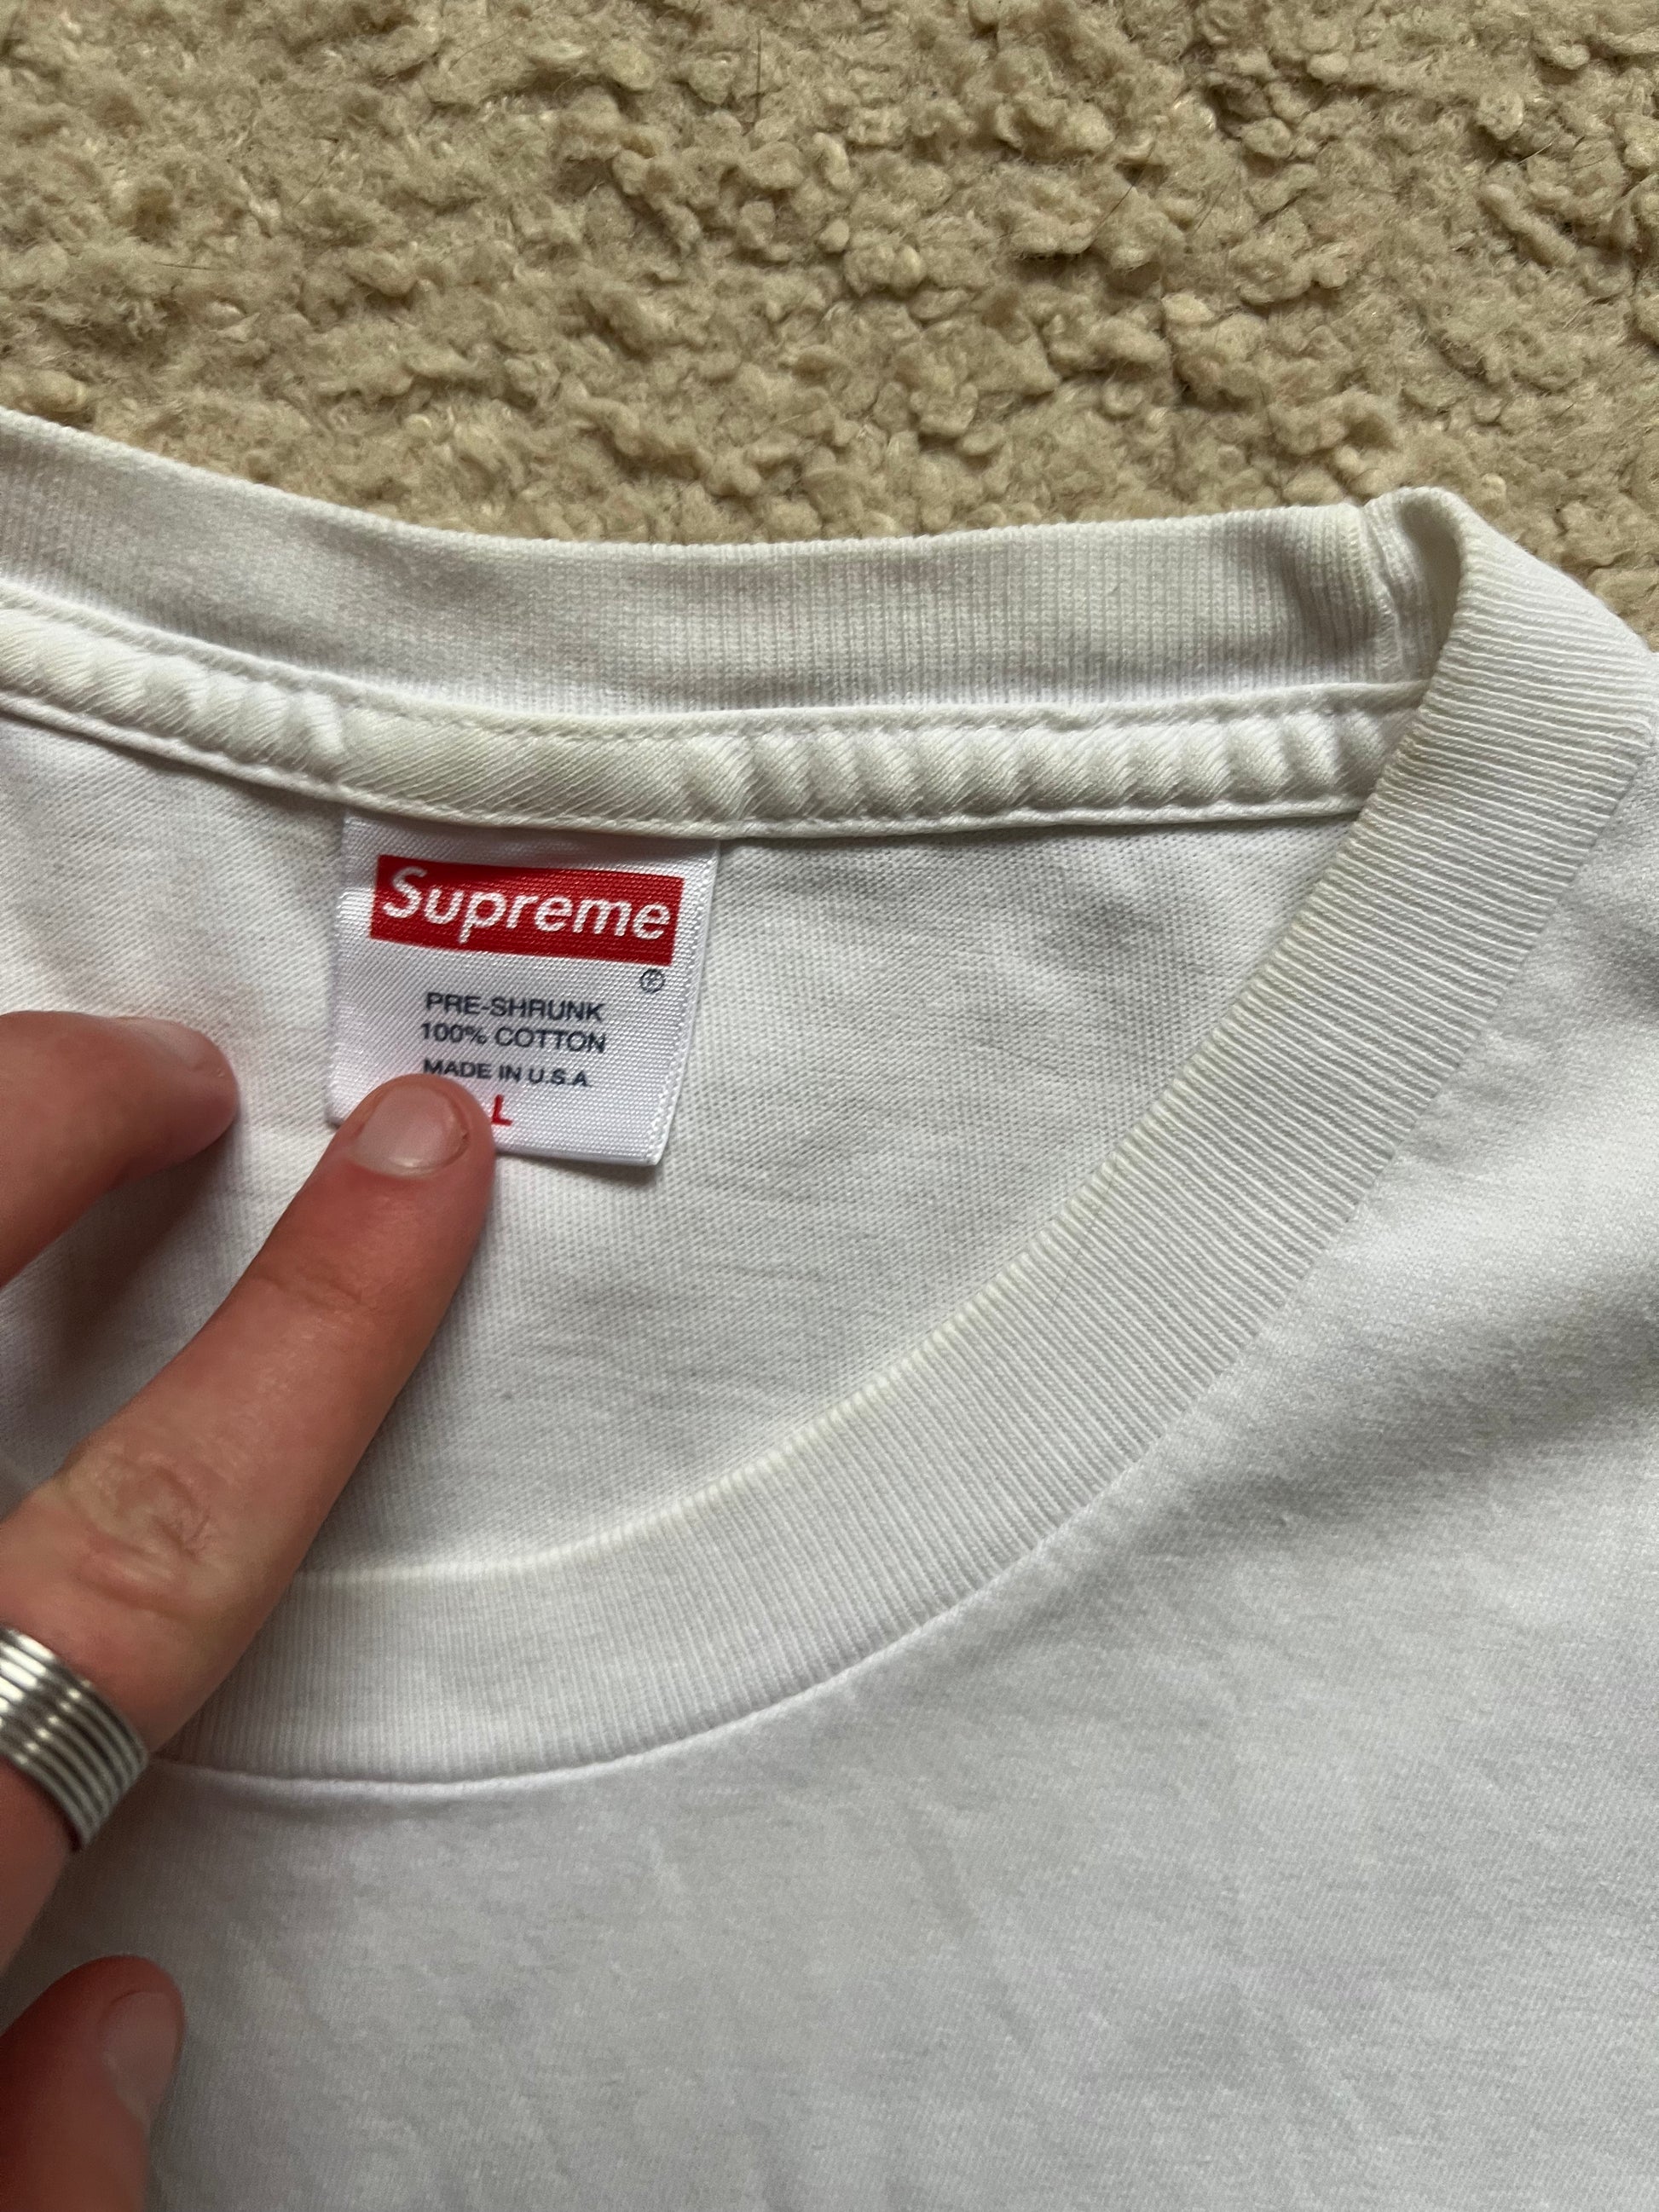 Supreme
®
PRE-SHRUNK
100% COTTON
MADE IN U.S.A.
L